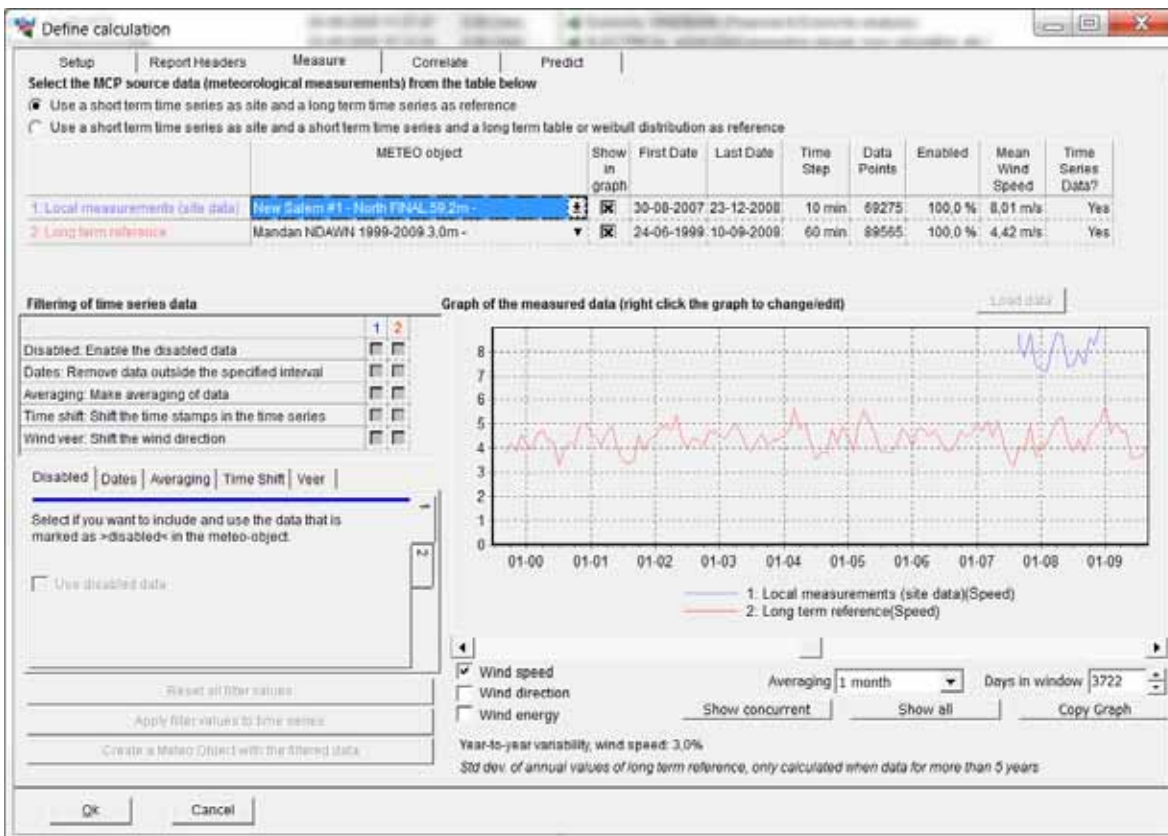 Define calculation
Setup Report Headers Measure Correlate Predict
Select the MCP source data (meteorological measurements) from the table below
Use a short term time series as site and a long term time series as reference
Use a short term time series as site and a short term time series and a long term table or weibull distribution as reference
METEO object Show in graph First Date Last Date Time Step Data Points Enabled Mean Wind Speed Time Series Data?
1: Local measurements (site data) New Salem #1 - North FINAL.59,2m - 30-08-2007 23-12-2008 10 min 69275 100,0 % 8,01 m/s Yes
2: Long term reference Mandan NDAWN 1999-2009.3,0m - 24-06-1999 10-09-2009 60 min 89565 100,0 % 4,42 m/s Yes
Filtering of time series data
1 2
Disabled: Enable the disabled data
Dates: Remove data outside the specified interval
Averaging: Make averaging of data
Time shift: Shift the time stamps in the time series
Wind veer: Shift the wind direction
Disabled Dates Averaging Time Shift Veer
Select if you want to include and use the data that is
marked as >disabled< in the meteo-object.
1
2
Use disabled data
Reset all filter values
Apply filter values to time series
Create a Meteo Object with the filtered data
Graph of the measured data (right click the graph to change/edit) Load data
8
7
6
5
4
3
2
1
0
01-00 01-01 01-02 01-03 01-04 01-05 01-06 01-07 01-08 01-09
1: Local measurements (site data)(Speed)
2: Long term reference(Speed)
Wind speed
Wind direction
Wind energy
Averaging 1 month Days in window 3722
Show concurrent Show all Copy Graph
Year-to-year variability, wind speed: 3,0%
Std dev. of annual values of long term reference, only calculated when data for more than 5 years
Ok Cancel